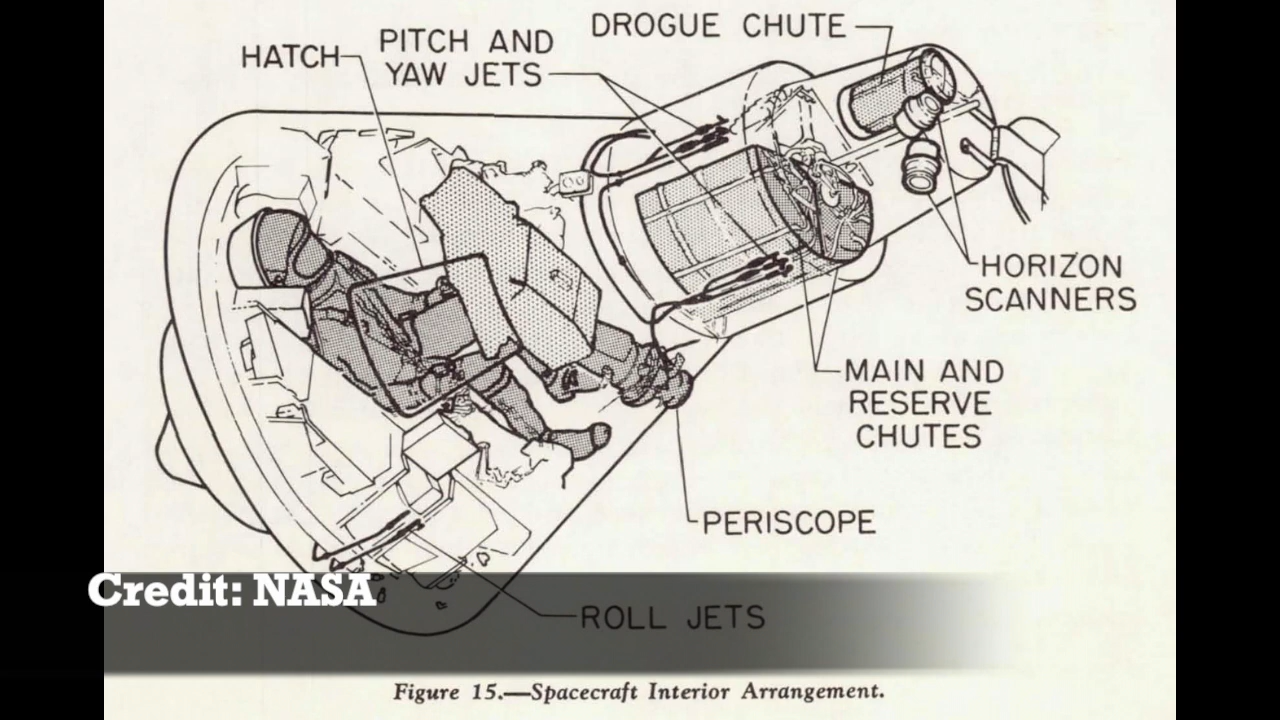 DROGUE CHUTE
HATCH
PITCH AND
YAW JETS
HORIZON
SCANNERS
MAIN AND
RESERVE
CHUTES
PERISCOPE
Credit: NASA
ROLL JETS
Figure 15.—Spacecraft Interior Arrangement.